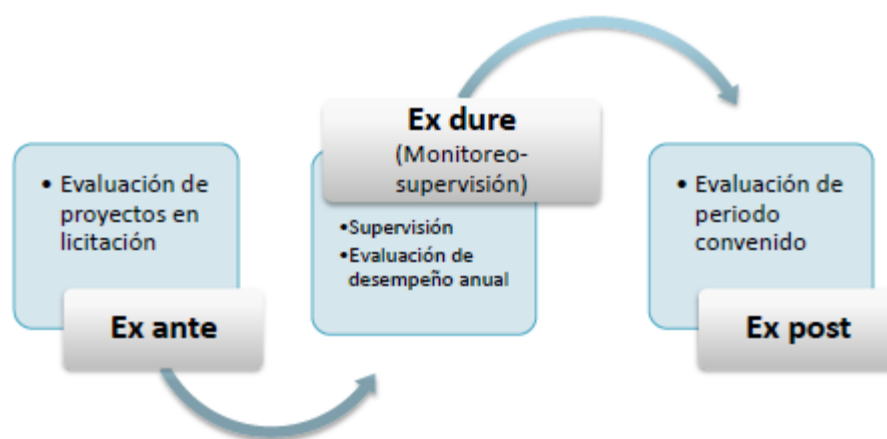 • Evaluación de
proyectos en
licitación
Ex ante
Ex dure
(Monitoreo-
supervisión)
•Supervisión
•Evaluación de
desempeño anual
• Evaluación de
periodo
convenido
Ex post